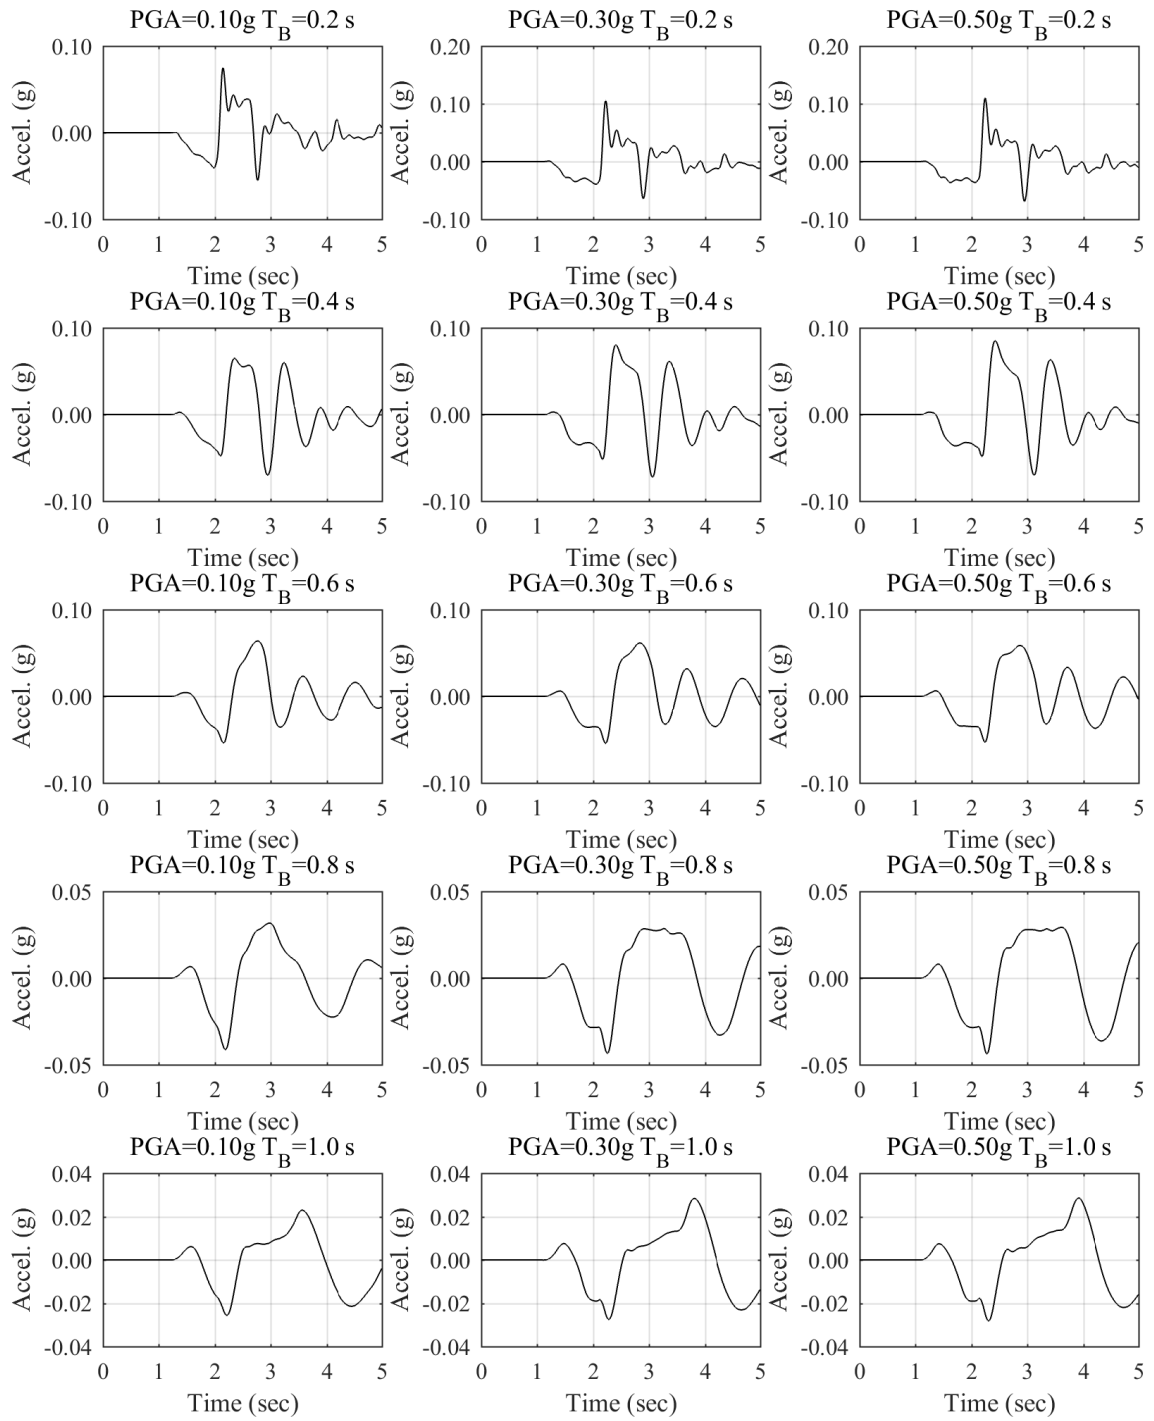 PGA=0.10g T_B=0.2 s
PGA=0.30g T_B=0.2 s
PGA=0.50g T_B=0.2 s
0.10
0.00
-0.10
Accel. (g)
0 1 2 3 4 5
Time (sec)
0.20
0.10
0.00
-0.10
Accel. (g)
0 1 2 3 4 5
Time (sec)
0.20
0.10
0.00
-0.10
Accel. (g)
0 1 2 3 4 5
Time (sec)
PGA=0.10g T_B=0.4 s
PGA=0.30g T_B=0.4 s
PGA=0.50g T_B=0.4 s
0.10
0.00
-0.10
Accel. (g)
0 1 2 3 4 5
Time (sec)
0.10
0.00
-0.10
Accel. (g)
0 1 2 3 4 5
Time (sec)
0.10
0.00
-0.10
Accel. (g)
0 1 2 3 4 5
Time (sec)
PGA=0.10g T_B=0.6 s
PGA=0.30g T_B=0.6 s
PGA=0.50g T_B=0.6 s
0.10
0.00
-0.10
Accel. (g)
0 1 2 3 4 5
Time (sec)
0.10
0.00
-0.10
Accel. (g)
0 1 2 3 4 5
Time (sec)
0.10
0.00
-0.10
Accel. (g)
0 1 2 3 4 5
Time (sec)
PGA=0.10g T_B=0.8 s
PGA=0.30g T_B=0.8 s
PGA=0.50g T_B=0.8 s
0.05
0.00
-0.05
Accel. (g)
0 1 2 3 4 5
Time (sec)
0.05
0.00
-0.05
Accel. (g)
0 1 2 3 4 5
Time (sec)
0.05
0.00
-0.05
Accel. (g)
0 1 2 3 4 5
Time (sec)
PGA=0.10g T_B=1.0 s
PGA=0.30g T_B=1.0 s
PGA=0.50g T_B=1.0 s
0.04
0.02
0.00
-0.02
-0.04
Accel. (g)
0 1 2 3 4 5
Time (sec)
0.04
0.02
0.00
-0.02
-0.04
Accel. (g)
0 1 2 3 4 5
Time (sec)
0.04
0.02
0.00
-0.02
-0.04
Accel. (g)
0 1 2 3 4 5
Time (sec)